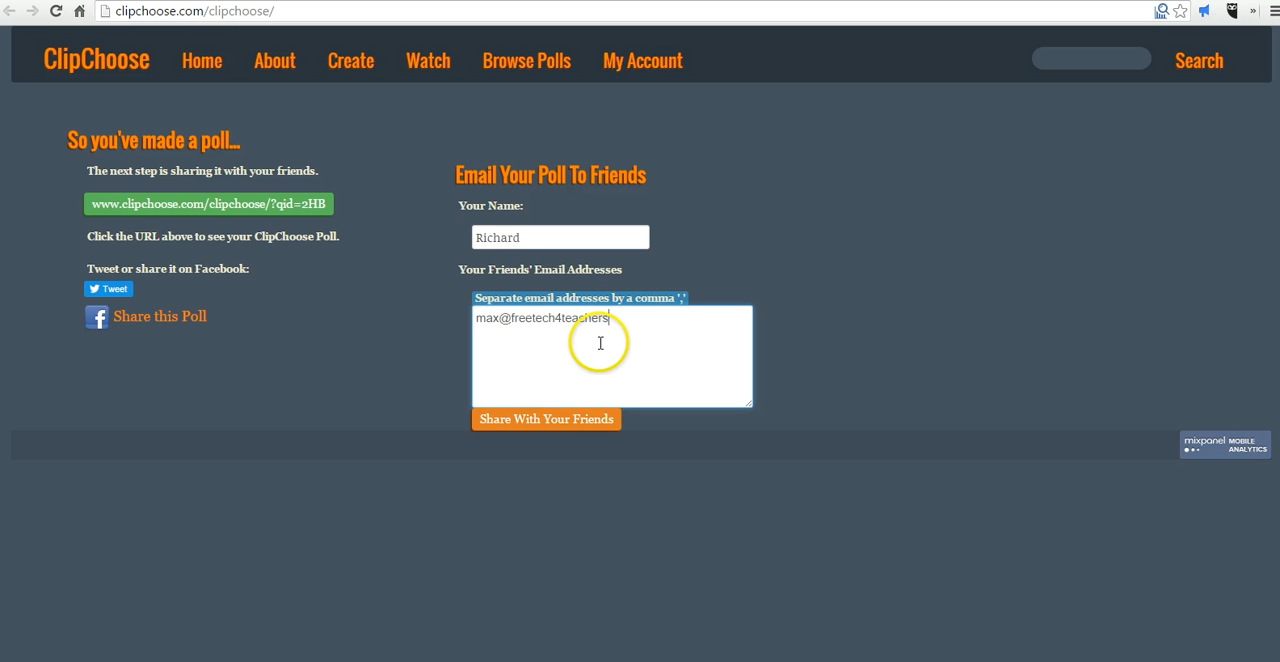 clipchoose.com/clipchoose/
»
ClipChoose Home About Create Watch Browse Polls My Account Search
So you've made a poll...
The next step is sharing it with your friends.
www.clipchoose.com/clipchoose/?qid=2HB
Click the URL above to see your ClipChoose Poll.
Tweet or share it on Facebook:
Tweet
f Share this Poll
Email Your Poll To Friends
Your Name:
Richard
Your Friends' Email Addresses
Separate email addresses by a comma ','
max@freetech4teachers
Share With Your Friends
mixpanel MOBILE
ANALYTICS